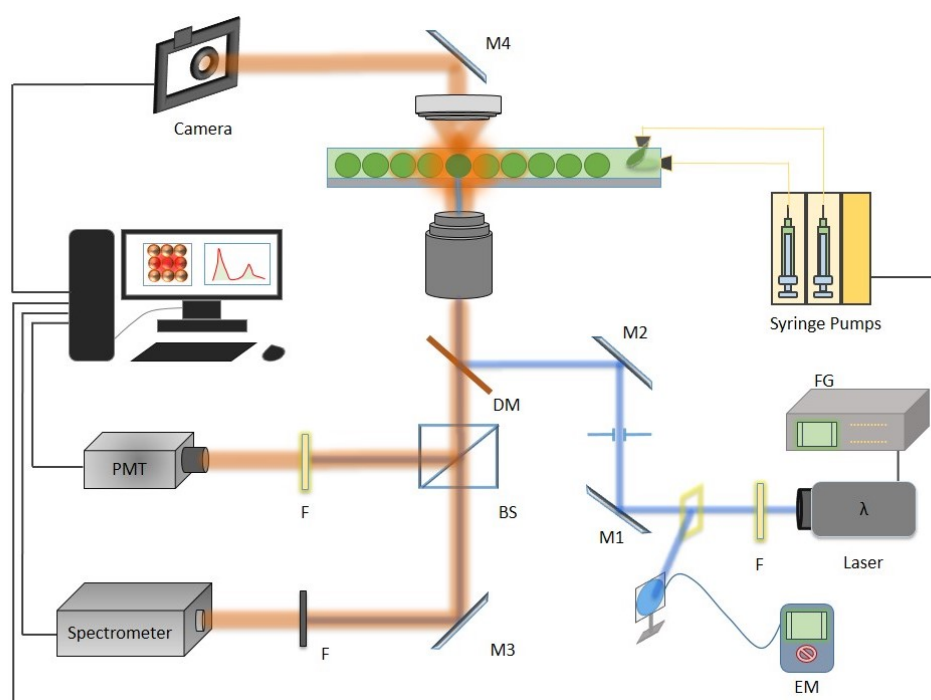 M4
Camera
Syringe Pumps
M2
FG
DM
PMT
F
BS
M1
F
λ
Laser
Spectrometer
F
M3
EM